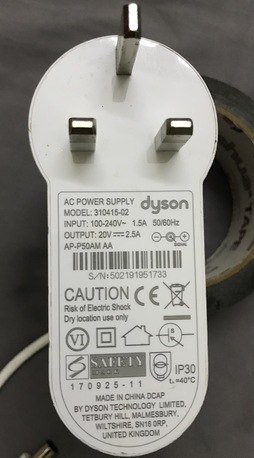 AC POWER SUPPLY
dyson
MODEL: 310415-02
INPUT: 100-240V~ 1.5A 50/60Hz
OUTPUT: 20V⎓2.5A
SIGNAL
AP-P50AM AA
S/N:502191951733
CAUTION
Risk of Electric Shock
Dry location use only
VI
S
SAFETY
MARK
IP30
tₐ=40°C
170925-11
MADE IN CHINA DCAP
BY DYSON TECHNOLOGY LIMITED,
TETBURY HILL, MALMESBURY,
WILTSHIRE, SN16 0RP,
UNITED KINGDOM